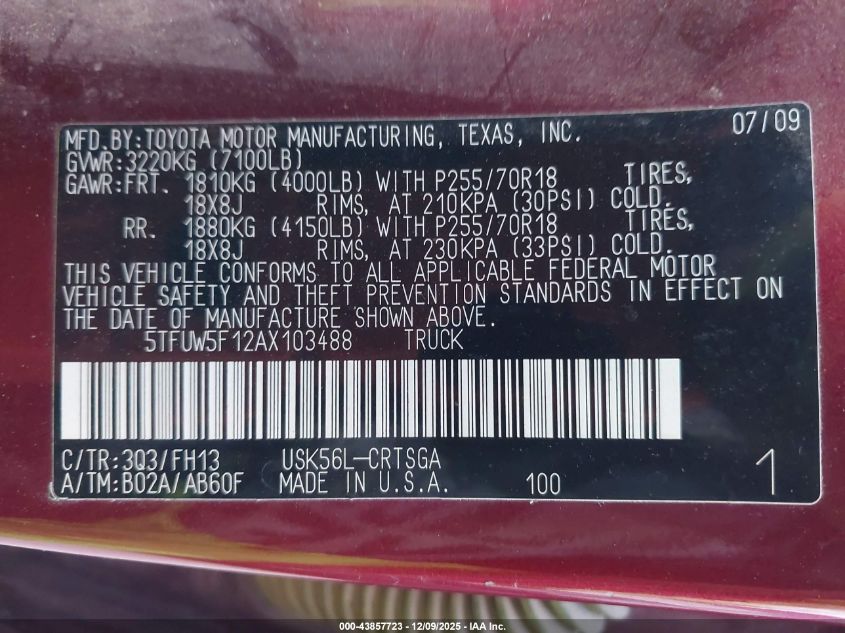 MFD.BY:TOYOTA MOTOR MANUFACTURING, TEXAS, INC. 07/09
GVWR:3220KG (7100LB)
GAWR:FRT. 1810KG (4000LB) WITH P255/70R18 TIRES,
18X8J RIMS, AT 210KPA (30PSI) COLD.
RR. 1880KG (4150LB) WITH P255/70R18 TIRES,
18X8J RIMS, AT 230KPA (33PSI) COLD.
THIS VEHICLE CONFORMS TO ALL APPLICABLE FEDERAL MOTOR
VEHICLE SAFETY AND THEFT PREVENTION STANDARDS IN EFFECT ON
THE DATE OF MANUFACTURE SHOWN ABOVE.
5TFUW5F12AX103488 TRUCK
C/TR:3Q3/FH13 USK56L-CRTSGA
A/TM:B02A/AB60F MADE IN U.S.A. 100 1
000-43857723 - 12/09/2025 - IAA Inc.